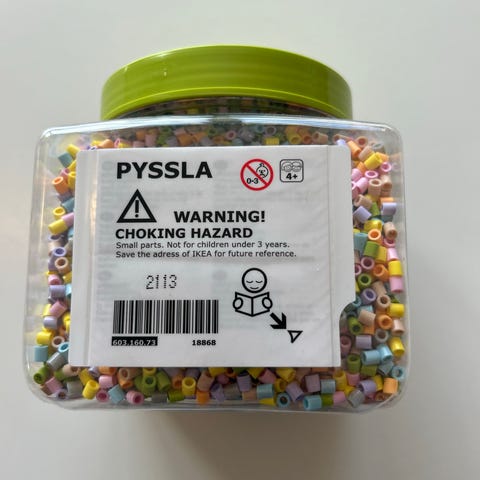 PYSSLA
0-3
4+
WARNING!
CHOKING HAZARD
Small parts. Not for children under 3 years.
Save the adress of IKEA for future reference.
2113
603.160.73 18868